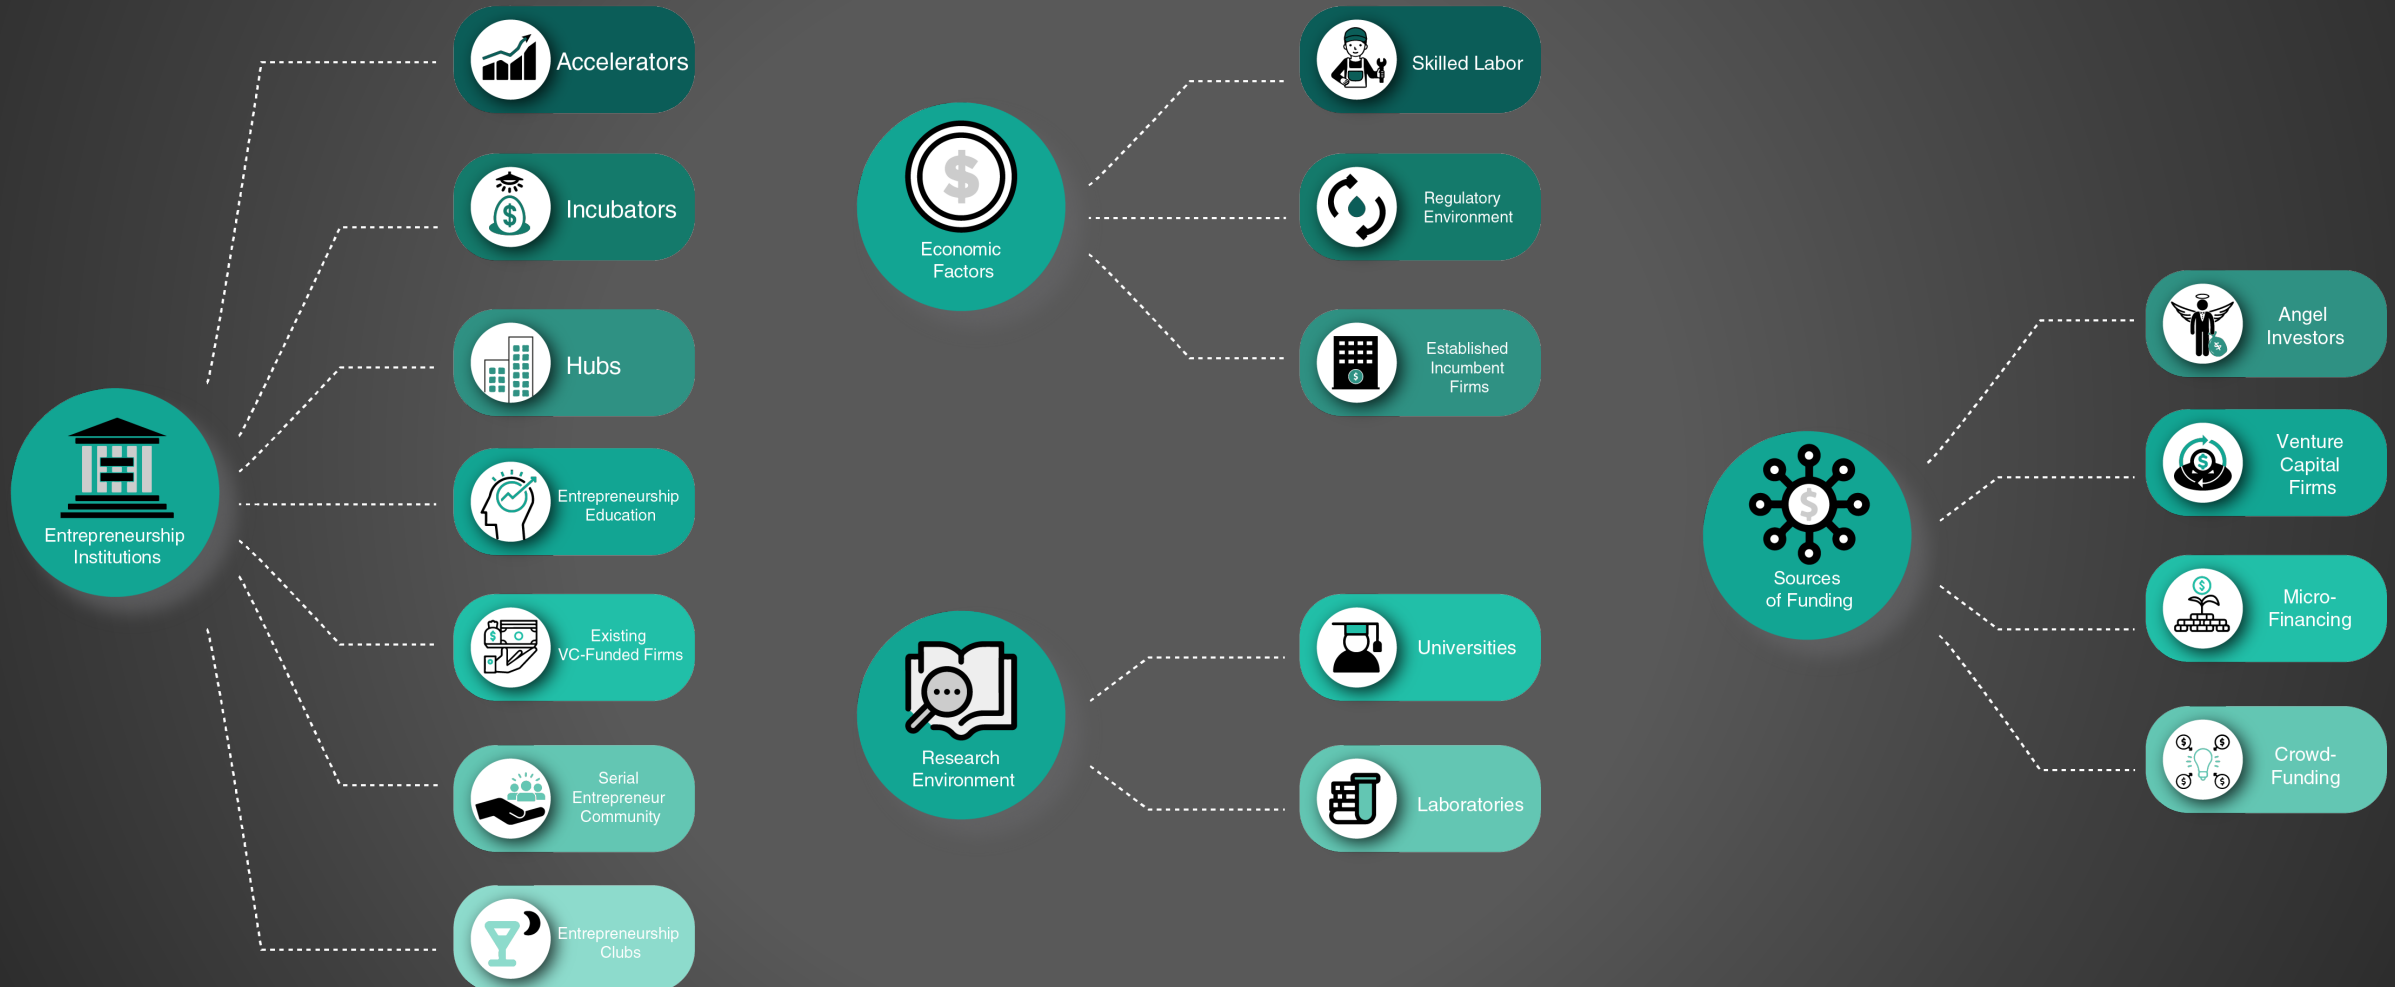 Entrepreneurship
Institutions
Accelerators
Incubators
Hubs
Entrepreneurship
Education
Existing
VC-Funded Firms
Serial
Entrepreneur
Community
Entrepreneurship
Clubs
$
Economic
Factors
Skilled Labor
Regulatory
Environment
Established
Incumbent
Firms
Research
Environment
Universities
Laboratories
$
Sources
of Funding
Angel
Investors
Venture
Capital
Firms
Micro-
Financing
Crowd-
Funding